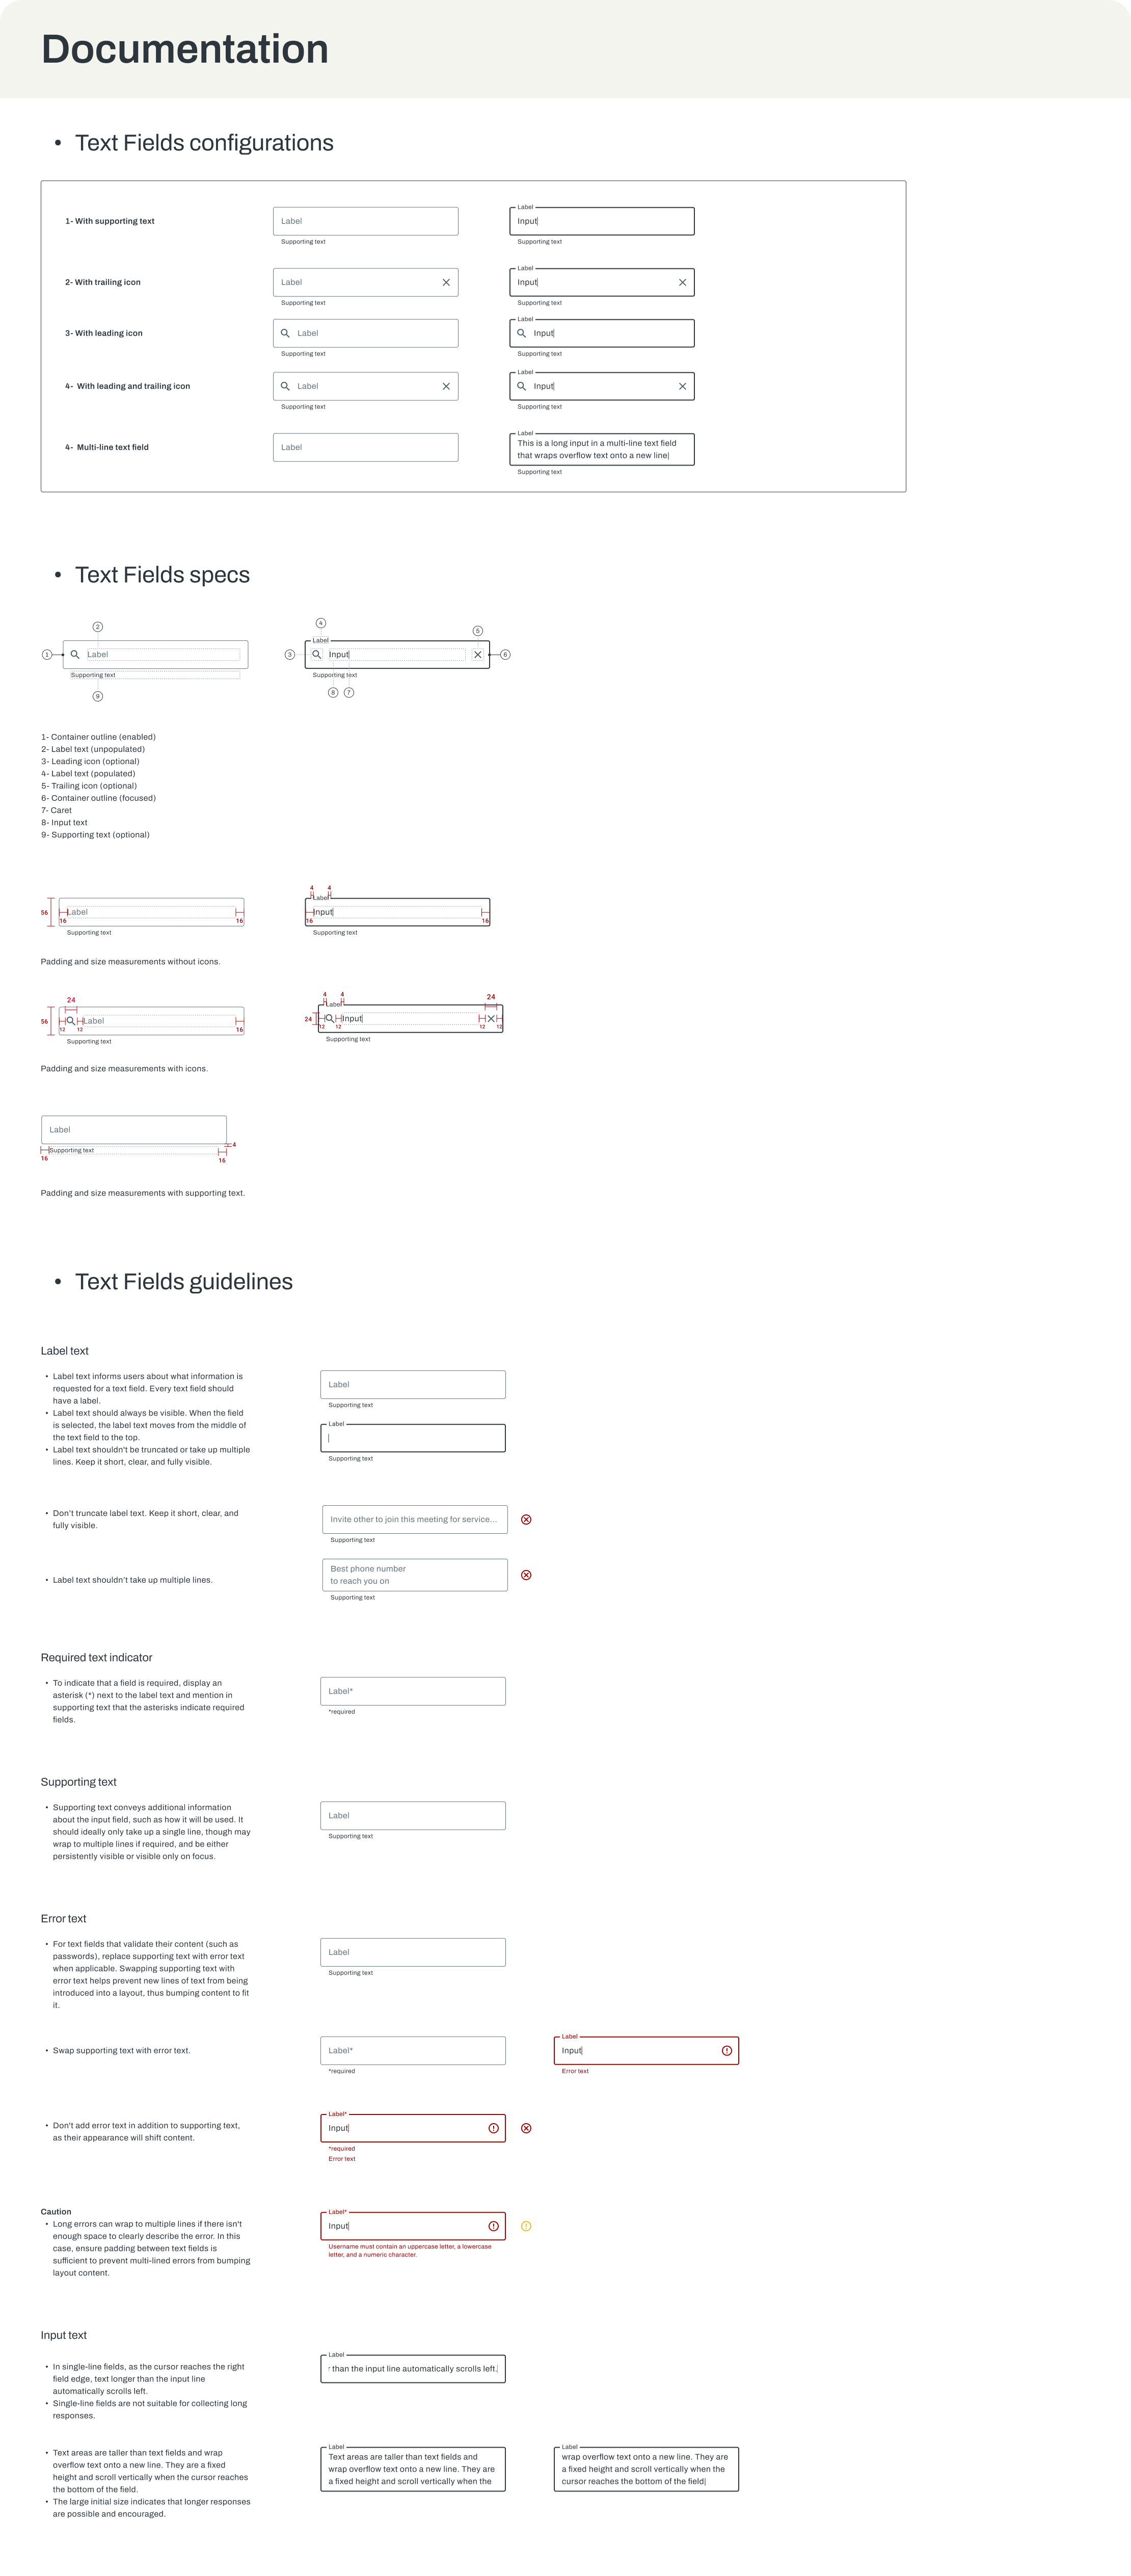 Documentation
• Text Fields configurations
1- With supporting text
Label
Supporting text
Label
Input
Supporting text
2- With trailing icon
Label
Supporting text
Label
Input
Supporting text
3- With leading icon
Label
Supporting text
Label
Input
Supporting text
4- With leading and trailing icon
Label
Supporting text
Label
Input
Supporting text
4- Multi-line text field
Label
Label
This is a long input in a multi-line text field
that wraps overflow text onto a new line
Supporting text
• Text Fields specs
2
1
Label
Supporting text
9
4
5
Label
3
Input
6
Supporting text
8
7
1- Container outline (enabled)
2- Label text (unpopulated)
3- Leading icon (optional)
4- Label text (populated)
5- Trailing icon (optional)
6- Container outline (focused)
7- Caret
8- Input text
9- Supporting text (optional)
56
Label
16
16
Supporting text
4
4
Label
Input
16
16
Supporting text
Padding and size measurements without icons.
24
56
Label
12
12
16
Supporting text
4
4
24
Label
24
Input
12
12
12
12
Supporting text
Padding and size measurements with icons.
Label
4
Supporting text
16
16
Padding and size measurements with supporting text.
• Text Fields guidelines
Label text
• Label text informs users about what information is
requested for a text field. Every text field should
have a label.
• Label text should always be visible. When the field
is selected, the label text moves from the middle of
the text field to the top.
• Label text shouldn't be truncated or take up multiple
lines. Keep it short, clear, and fully visible.
Label
Supporting text
Label
Supporting text
• Don't truncate label text. Keep it short, clear, and
fully visible.
Invite other to join this meeting for service...
Supporting text
• Label text shouldn't take up multiple lines.
Best phone number
to reach you on
Supporting text
Required text indicator
• To indicate that a field is required, display an
asterisk (*) next to the label text and mention in
supporting text that the asterisks indicate required
fields.
Label*
*required
Supporting text
• Supporting text conveys additional information
about the input field, such as how it will be used. It
should ideally only take up a single line, though may
wrap to multiple lines if required, and be either
persistently visible or visible only on focus.
Label
Supporting text
Error text
• For text fields that validate their content (such as
passwords), replace supporting text with error text
when applicable. Swapping supporting text with
error text helps prevent new lines of text from being
introduced into a layout, thus bumping content to fit
it.
Label
Supporting text
• Swap supporting text with error text.
Label*
*required
Label
Input
Error text
• Don't add error text in addition to supporting text,
as their appearance will shift content.
Label*
Input
*required
Error text
Caution
• Long errors can wrap to multiple lines if there isn't
enough space to clearly describe the error. In this
case, ensure padding between text fields is
sufficient to prevent multi-lined errors from bumping
layout content.
Label*
Input
Username must contain an uppercase letter, a lowercase
letter, and a numeric character.
Input text
• In single-line fields, as the cursor reaches the right
field edge, text longer than the input line
automatically scrolls left.
• Single-line fields are not suitable for collecting long
responses.
Label
r than the input line automatically scrolls left.
• Text areas are taller than text fields and wrap
overflow text onto a new line. They are a fixed
height and scroll vertically when the cursor reaches
the bottom of the field.
• The large initial size indicates that longer responses
are possible and encouraged.
Label
Text areas are taller than text fields and
wrap overflow text onto a new line. They are
a fixed height and scroll vertically when the
Label
wrap overflow text onto a new line. They are
a fixed height and scroll vertically when the
cursor reaches the bottom of the field